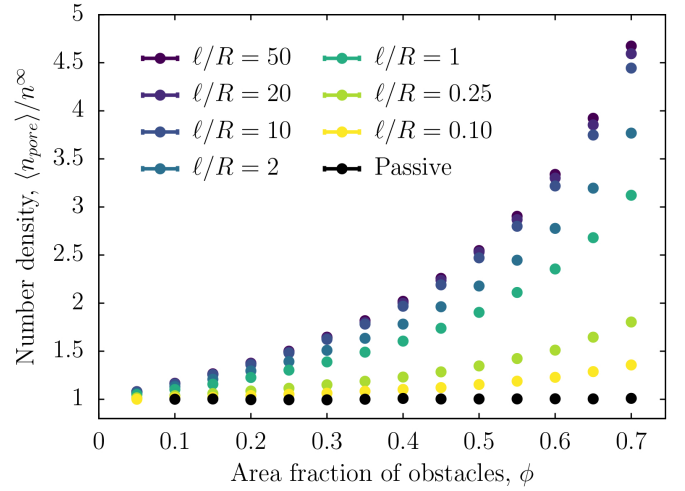 5
4.5
4
3.5
3
2.5
2
1.5
1
Number density, ⟨n_pore⟩/n^∞
ℓ/R = 50
ℓ/R = 20
ℓ/R = 10
ℓ/R = 2
ℓ/R = 1
ℓ/R = 0.25
ℓ/R = 0.10
Passive
0 0.1 0.2 0.3 0.4 0.5 0.6 0.7
Area fraction of obstacles, ϕ